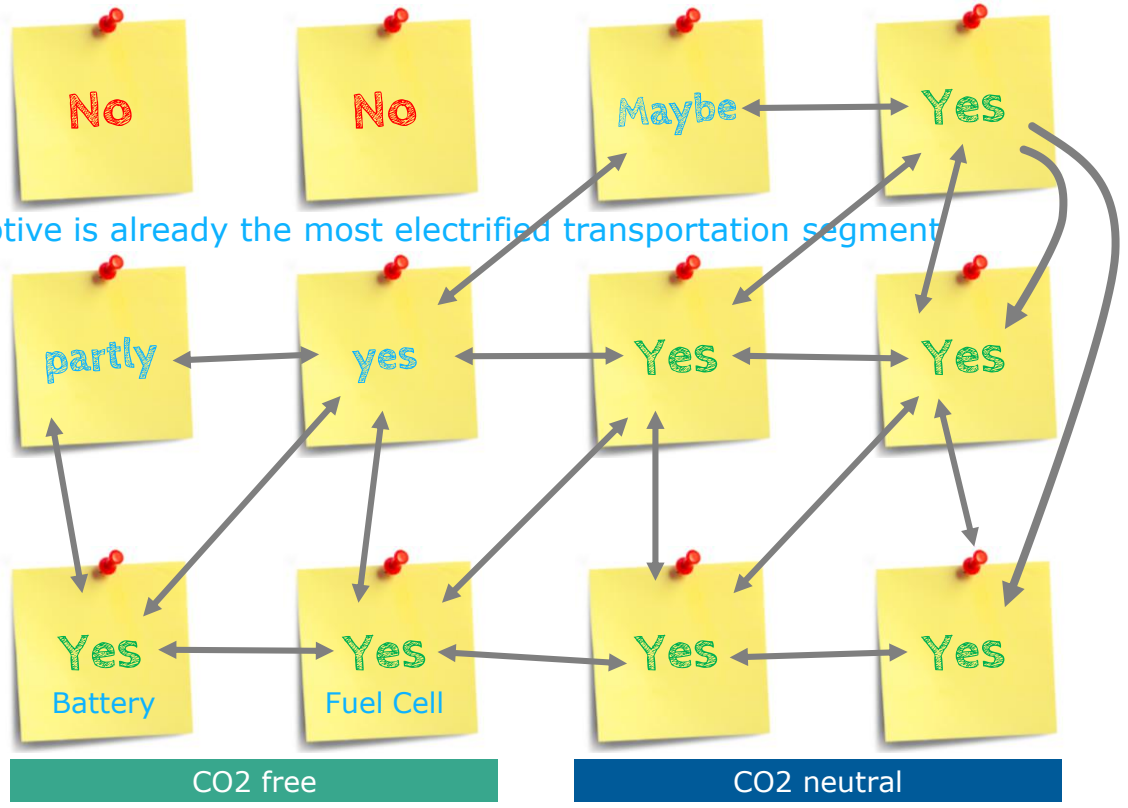 No No Maybe Yes
otive is already the most electrified transportation segment
partly yes Yes Yes
Yes Yes Yes Yes
Battery Fuel Cell
CO2 free CO2 neutral